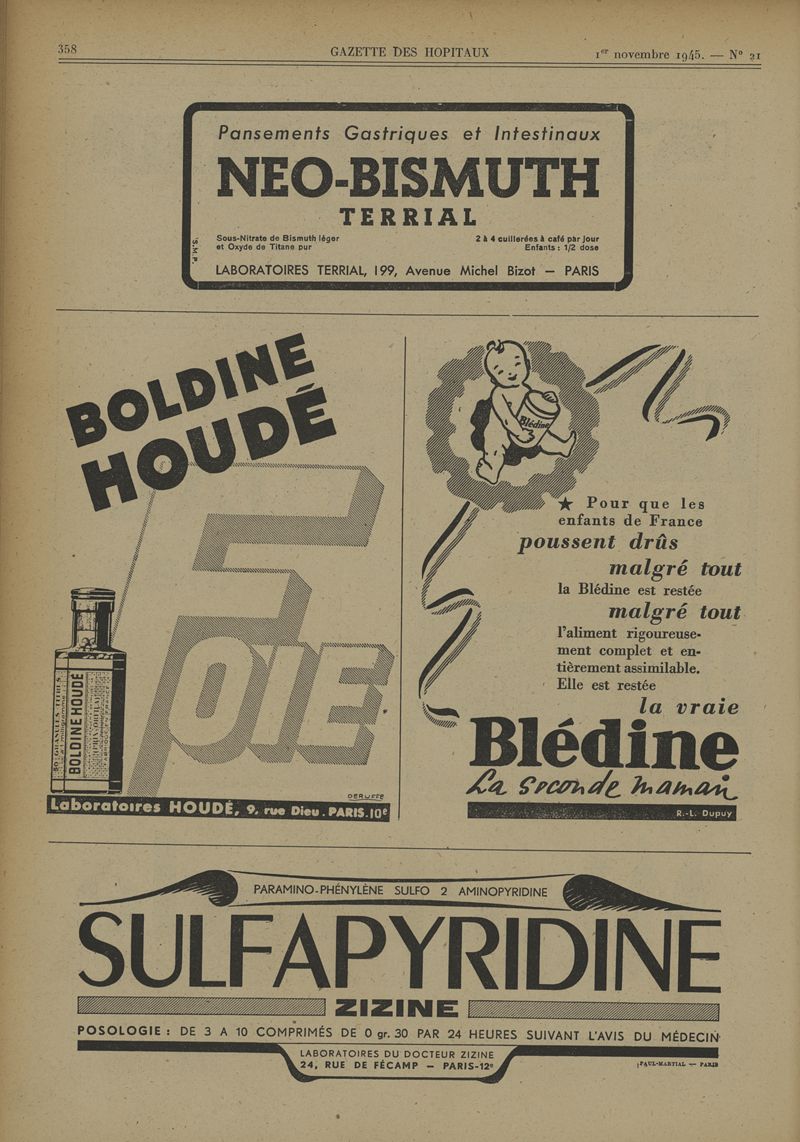 358
GAZETTE DES HOPITAUX
1er novembre 1945. — N° 21
Pansements Gastriques et Intestinaux
NEO-BISMUTH
TERRIAL
Sous-Nitrate de Bismuth léger
et Oxyde de Titane pur
2 à 4 cuillerées à café par jour
Enfants : 1/2 dose
S.M.P.
LABORATOIRES TERRIAL, 199, Avenue Michel Bizot — PARIS
BOLDINE
HOUDÉ
FOIE
BOLDINE HOUDÉ
DERUFFE
Laboratoires HOUDÉ, 9, rue Dieu. PARIS.10e
Blédine
★ Pour que les
enfants de France
poussent drûs
malgré tout
la Blédine est restée
malgré tout
l'aliment rigoureuse-
ment complet et en-
tièrement assimilable.
Elle est restée
la vraie
Blédine
La seconde maman
R.-L. Dupuy
PARAMINO-PHÉNYLÈNE SULFO 2 AMINOPYRIDINE
SULFAPYRIDINE
ZIZINE
POSOLOGIE : DE 3 A 10 COMPRIMÉS DE 0 gr. 30 PAR 24 HEURES SUIVANT L'AVIS DU MÉDECIN
LABORATOIRES DU DOCTEUR ZIZINE
24, RUE DE FÉCAMP — PARIS-12e
PAUL-MARTIAL — PARIS